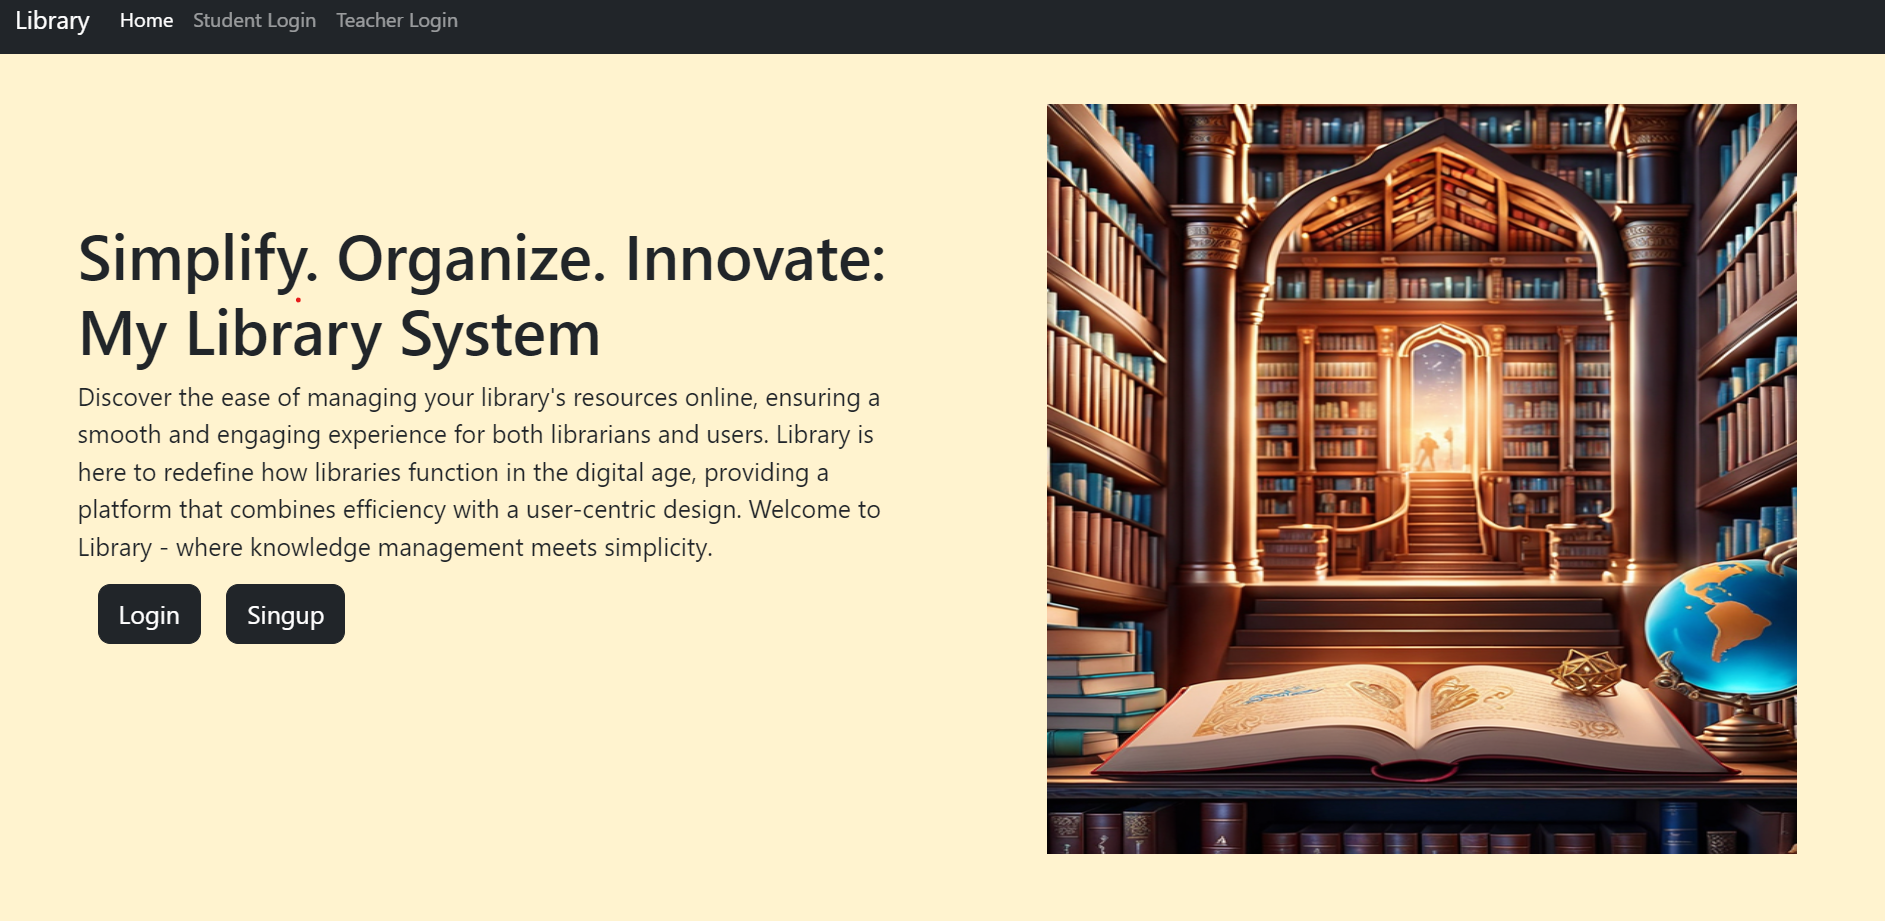 Library Home Student Login Teacher Login
Simplify. Organize. Innovate:
My Library System
Discover the ease of managing your library's resources online, ensuring a
smooth and engaging experience for both librarians and users. Library is
here to redefine how libraries function in the digital age, providing a
platform that combines efficiency with a user-centric design. Welcome to
Library - where knowledge management meets simplicity.
Login Singup